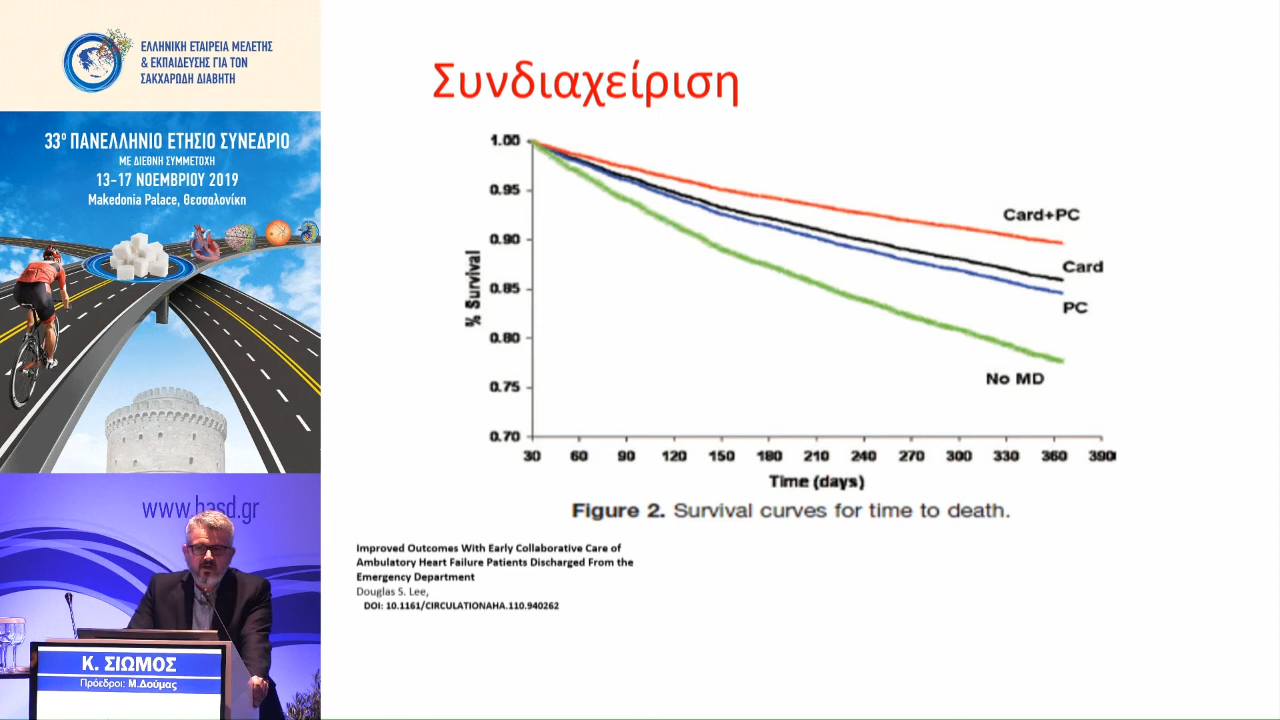 ΕΛΛΗΝΙΚΗ ΕΤΑΙΡΕΙΑ ΜΕΛΕΤΗΣ
& ΕΚΠΑΙΔΕΥΣΗΣ ΓΙΑ ΤΟΝ
ΣΑΚΧΑΡΩΔΗ ΔΙΑΒΗΤΗ
33ο ΠΑΝΕΛΛΗΝΙΟ ΕΤΗΣΙΟ ΣΥΝΕΔΡΙΟ
ΜΕ ΔΙΕΘΝΗ ΣΥΜΜΕΤΟΧΗ
13-17 ΝΟΕΜΒΡΙΟΥ 2019
Makedonia Palace, Θεσσαλονίκη
www.hasd.gr
Κ. ΣΙΩΜΟΣ
Πρόεδροι: Μ.Δούμας
Συνδιαχείριση
% Survival
1.00
0.95
0.90
0.85
0.80
0.75
0.70
Card+PC
Card
PC
No MD
30 60 90 120 150 180 210 240 270 300 330 360 390
Time (days)
Figure 2. Survival curves for time to death.
Improved Outcomes With Early Collaborative Care of
Ambulatory Heart Failure Patients Discharged From the
Emergency Department
Douglas S. Lee,
DOI: 10.1161/CIRCULATIONAHA.110.940262